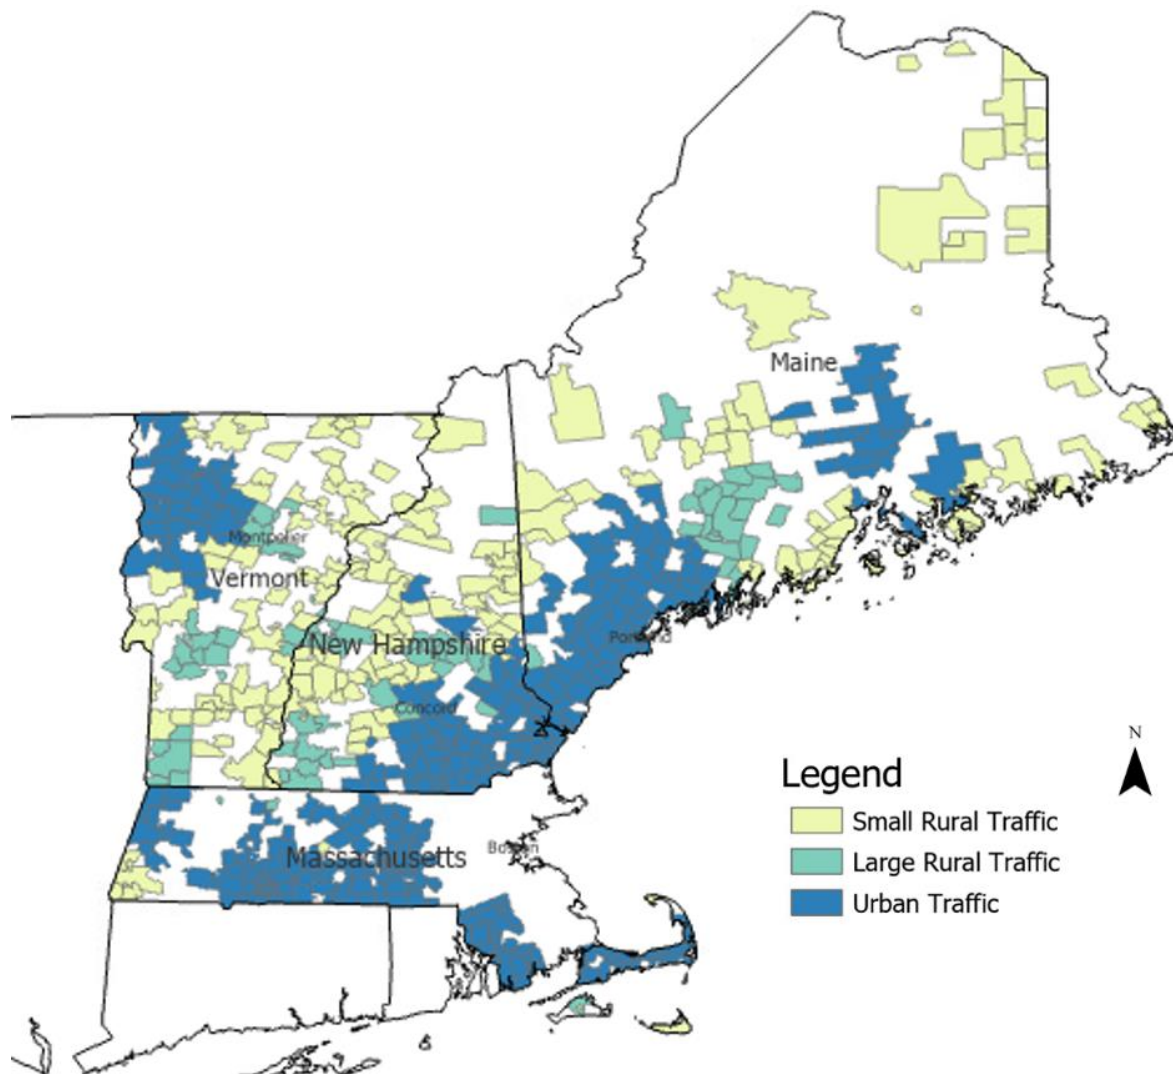 Maine
Montpelier
Vermont
New Hampshire
Portland
Concord
N
Legend
Small Rural Traffic
Large Rural Traffic
Urban Traffic
Massachusetts
Boston